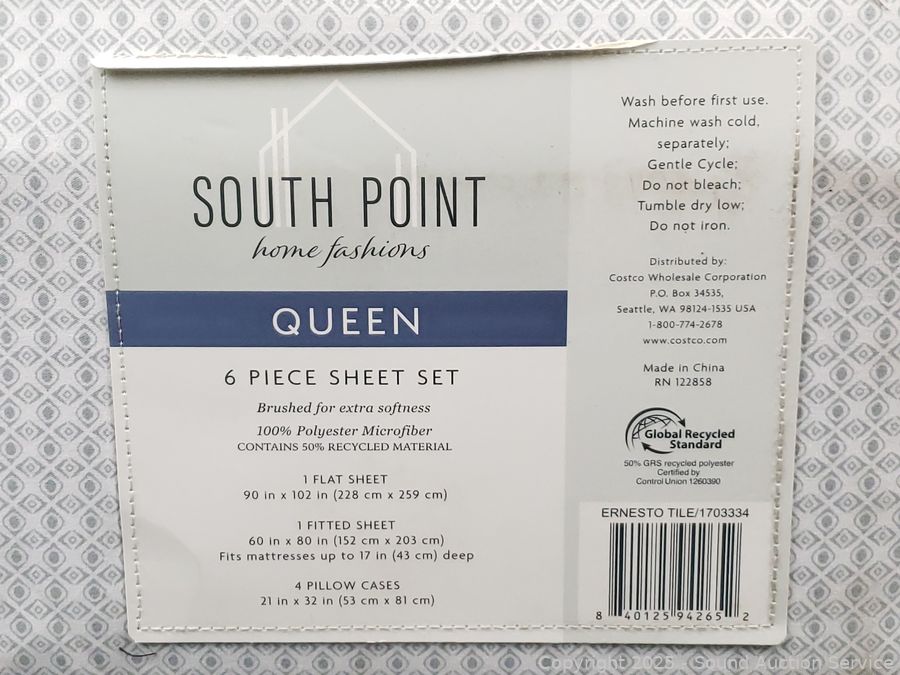 SOUTH POINT
home fashions
QUEEN
6 PIECE SHEET SET
Brushed for extra softness
100% Polyester Microfiber
CONTAINS 50% RECYCLED MATERIAL
1 FLAT SHEET
90 in x 102 in (228 cm x 259 cm)
1 FITTED SHEET
60 in x 80 in (152 cm x 203 cm)
Fits mattresses up to 17 in (43 cm) deep
4 PILLOW CASES
21 in x 32 in (53 cm x 81 cm)
Wash before first use.
Machine wash cold,
separately;
Gentle Cycle;
Do not bleach;
Tumble dry low;
Do not iron.
Distributed by:
Costco Wholesale Corporation
P.O. Box 34535,
Seattle, WA 98124-1535 USA
1-800-774-2678
www.costco.com
Made in China
RN 122858
Global Recycled
Standard
50% GRS recycled polyester
Certified by
Control Union 1260390
ERNESTO TILE/1703334
8 40125 94265 2
Copyright 2025 - Sound Auction Service